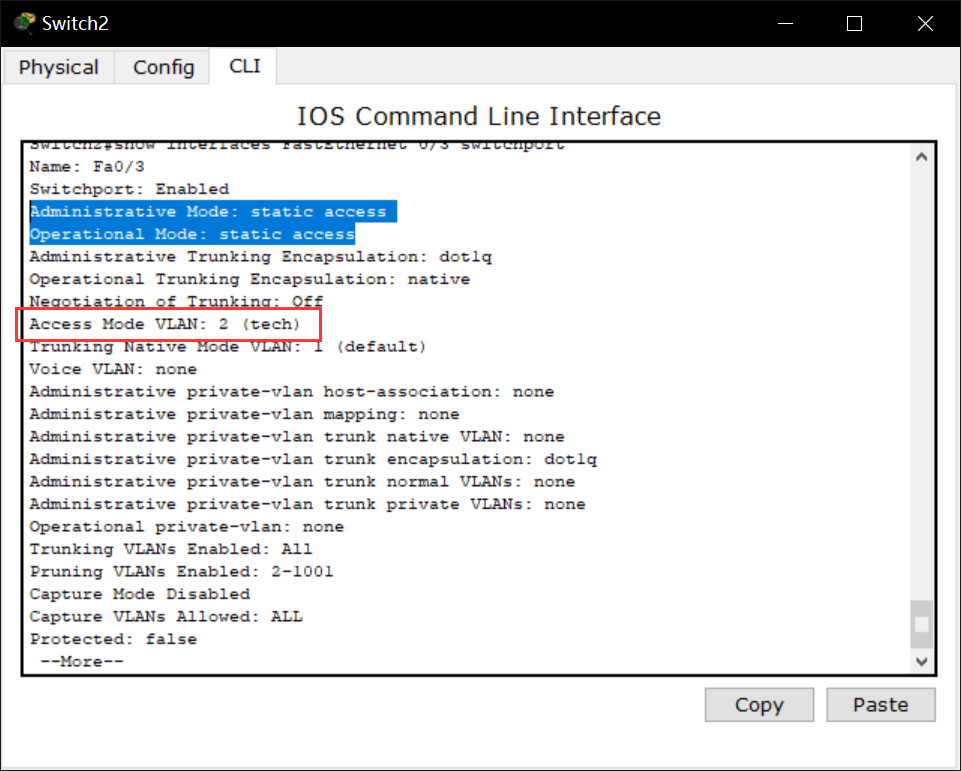 Switch2
Physical
Config
CLI
IOS Command Line Interface
Switch2#show interfaces FastEthernet 0/3 switchport
Name: Fa0/3
Switchport: Enabled
Administrative Mode: static access
Operational Mode: static access
Administrative Trunking Encapsulation: dot1q
Operational Trunking Encapsulation: native
Negotiation of Trunking: Off
Access Mode VLAN: 2 (tech)
Trunking Native Mode VLAN: 1 (default)
Voice VLAN: none
Administrative private-vlan host-association: none
Administrative private-vlan mapping: none
Administrative private-vlan trunk native VLAN: none
Administrative private-vlan trunk encapsulation: dot1q
Administrative private-vlan trunk normal VLANs: none
Administrative private-vlan trunk private VLANs: none
Operational private-vlan: none
Trunking VLANs Enabled: All
Pruning VLANs Enabled: 2-1001
Capture Mode Disabled
Capture VLANs Allowed: ALL
Protected: false
--More--
Copy
Paste